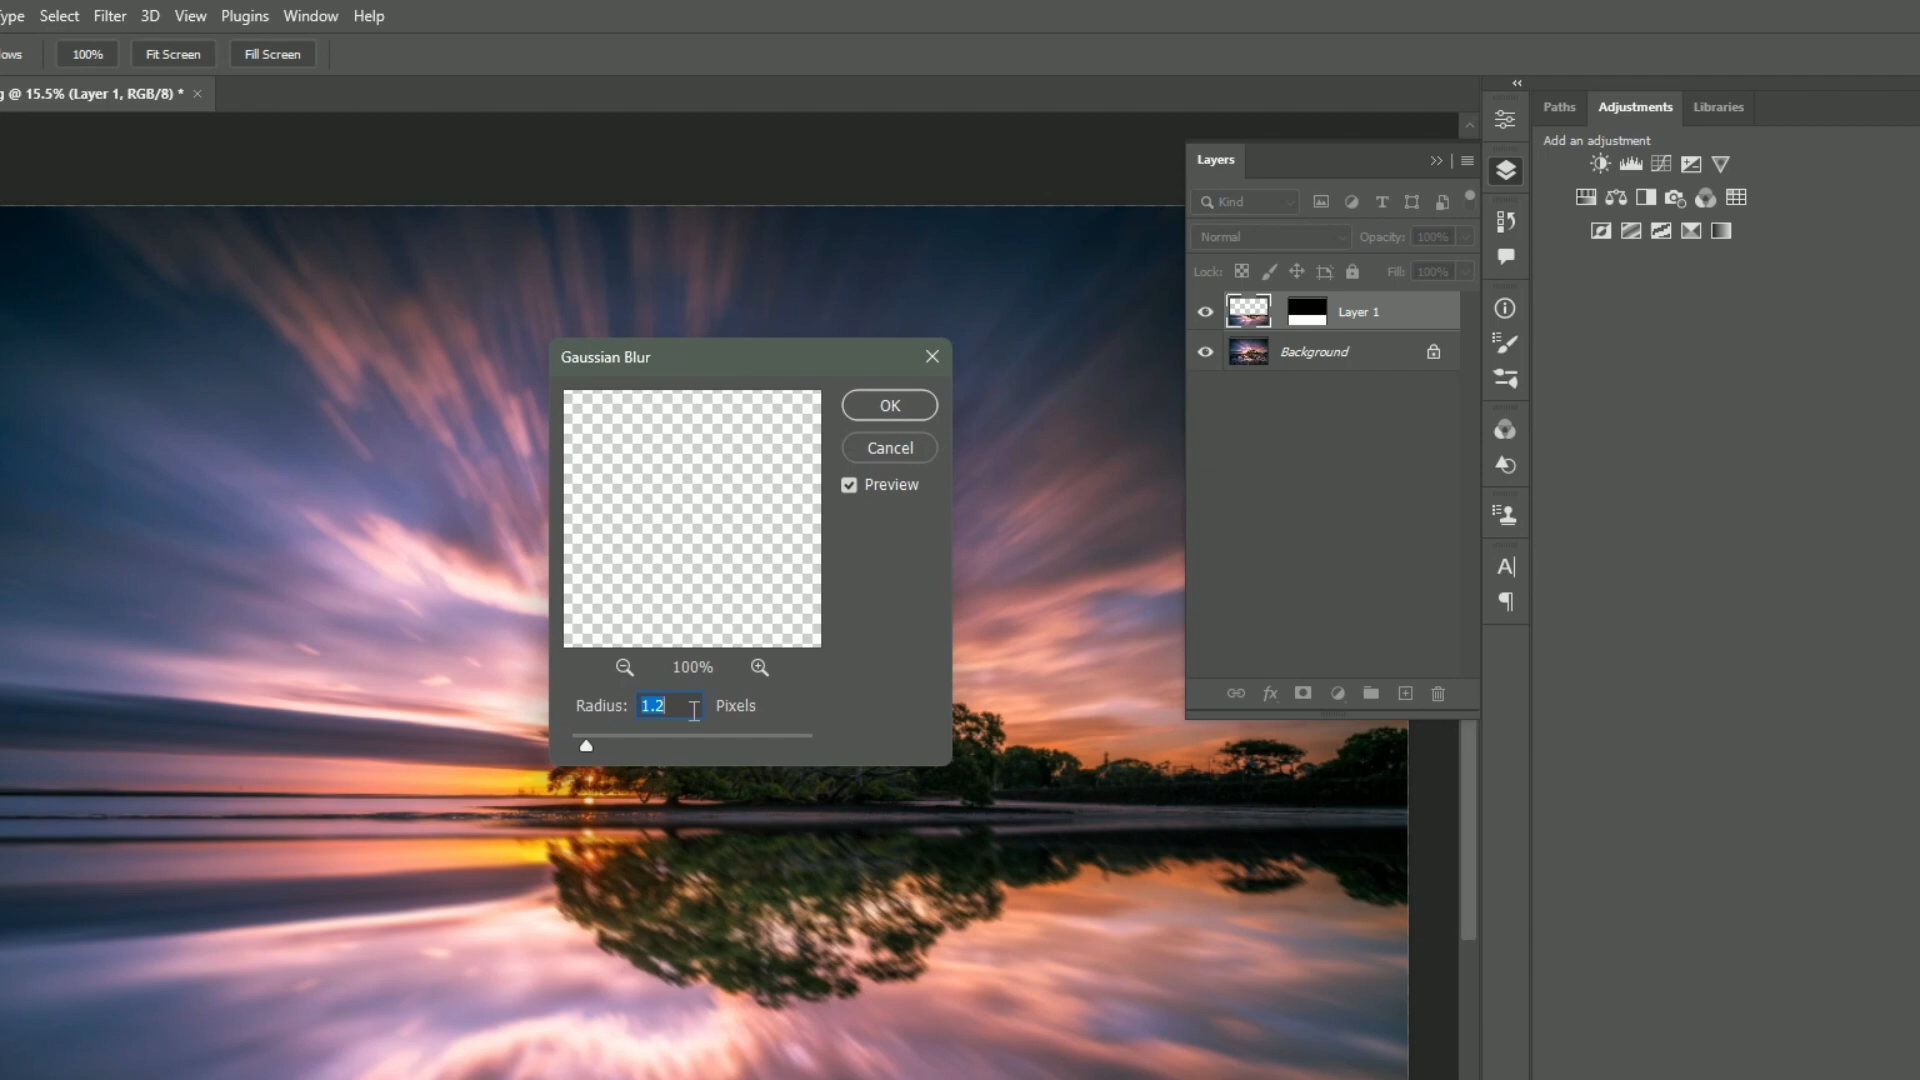 Type Select Filter 3D View Plugins Window Help
100% Fit Screen Fill Screen
@ 15.5% (Layer 1, RGB/8) * ×
Paths Adjustments Libraries
Add an adjustment
Layers
Kind
Normal Opacity: 100%
Lock: Fill: 100%
Layer 1
Background
Gaussian Blur
OK
Cancel
Preview
100%
Radius: 1.2 Pixels